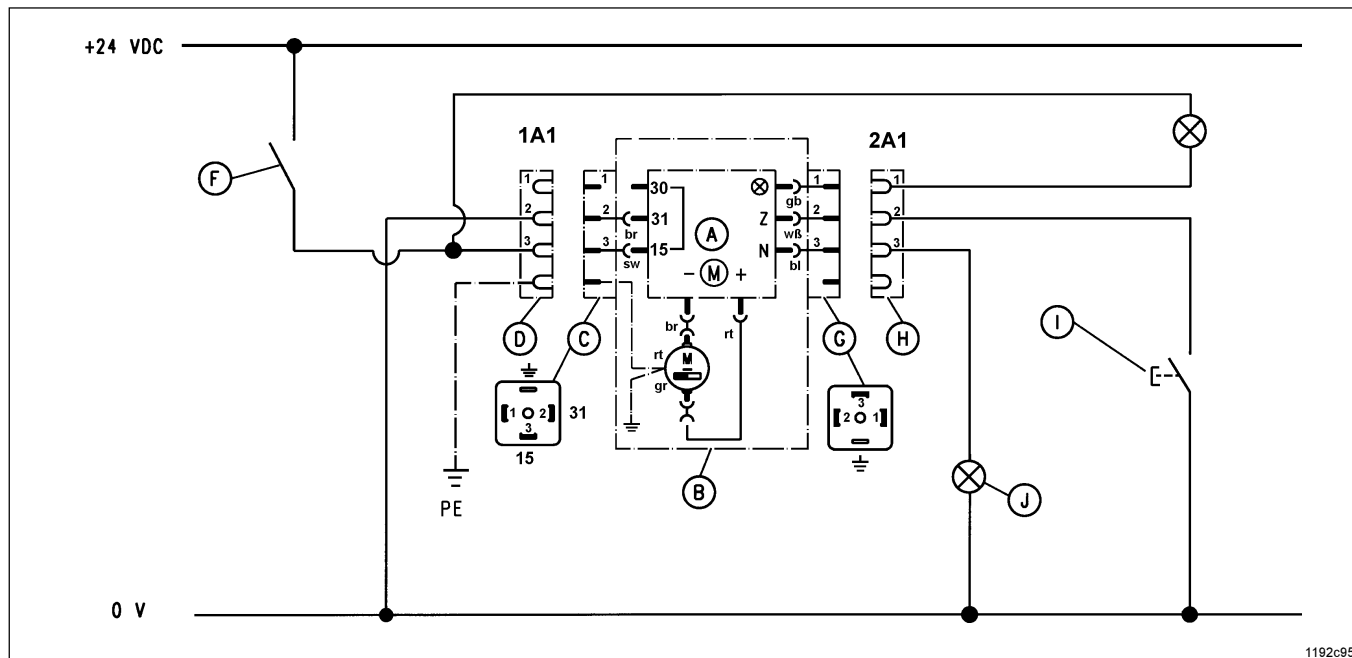 +24 VDC
1A1
2A1
F
1 1 30 ⊗ 1 1
gb
2 2 31 A Z 2 2
br wß
3 3 15 N 3 3
sw bl
- M +
D C br rt G H
I
rt M
gr
1 2 31
3
15
3
2 1
B
J
PE
0 V
1192c95